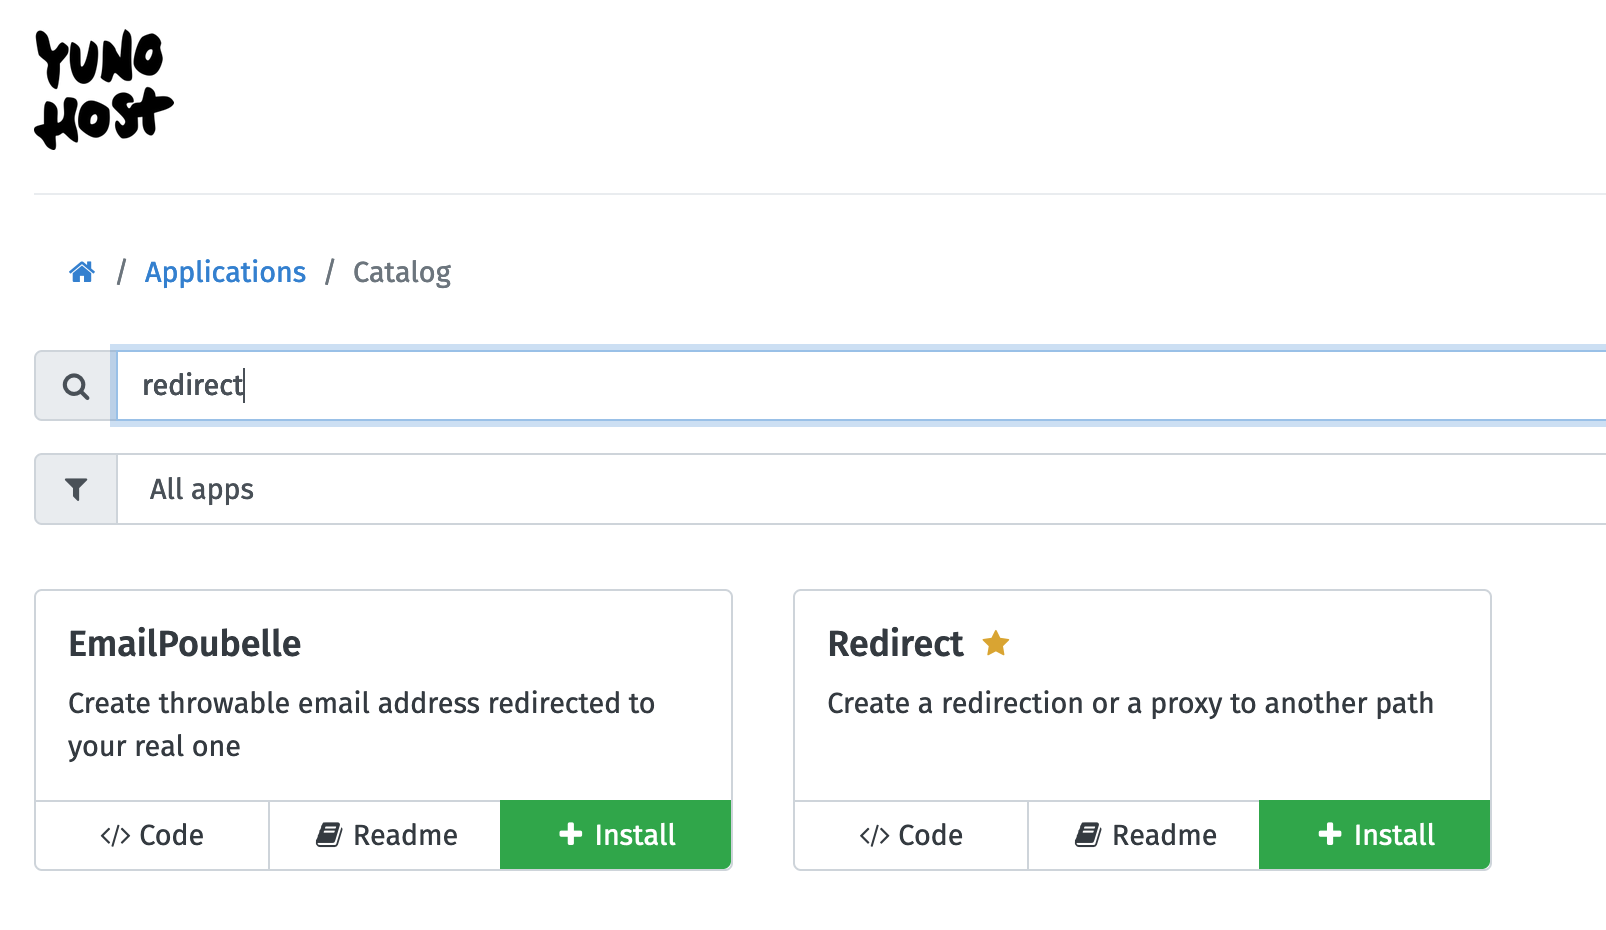 YUNO
HOST
/ Applications / Catalog
redirect
All apps
EmailPoubelle
Create throwable email address redirected to
your real one
</> Code
Readme
+ Install
Redirect
Create a redirection or a proxy to another path
</> Code
Readme
+ Install